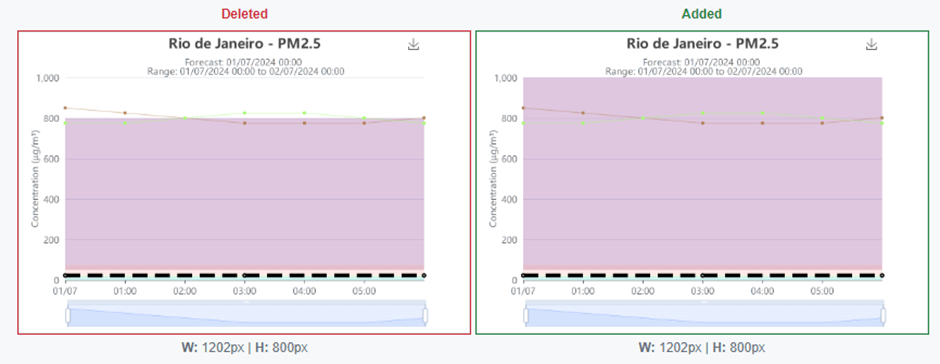 Deleted
Added
Rio de Janeiro - PM2.5
Forecast: 01/07/2024 00:00
Range: 01/07/2024 00:00 to 02/07/2024 00:00
Concentration (µg/m³)
1,000
800
600
400
200
0
01/07 01:00 02:00 03:00 04:00 05:00
W: 1202px | H: 800px
Rio de Janeiro - PM2.5
Forecast: 01/07/2024 00:00
Range: 01/07/2024 00:00 to 02/07/2024 00:00
Concentration (µg/m³)
1,000
800
600
400
200
0
01/07 01:00 02:00 03:00 04:00 05:00
W: 1202px | H: 800px